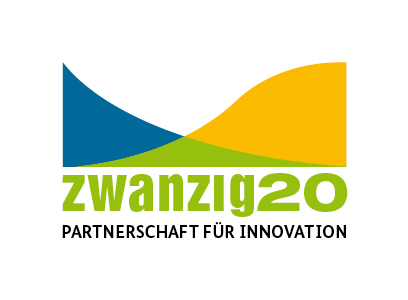 zwanzig20
PARTNERSCHAFT FÜR INNOVATION